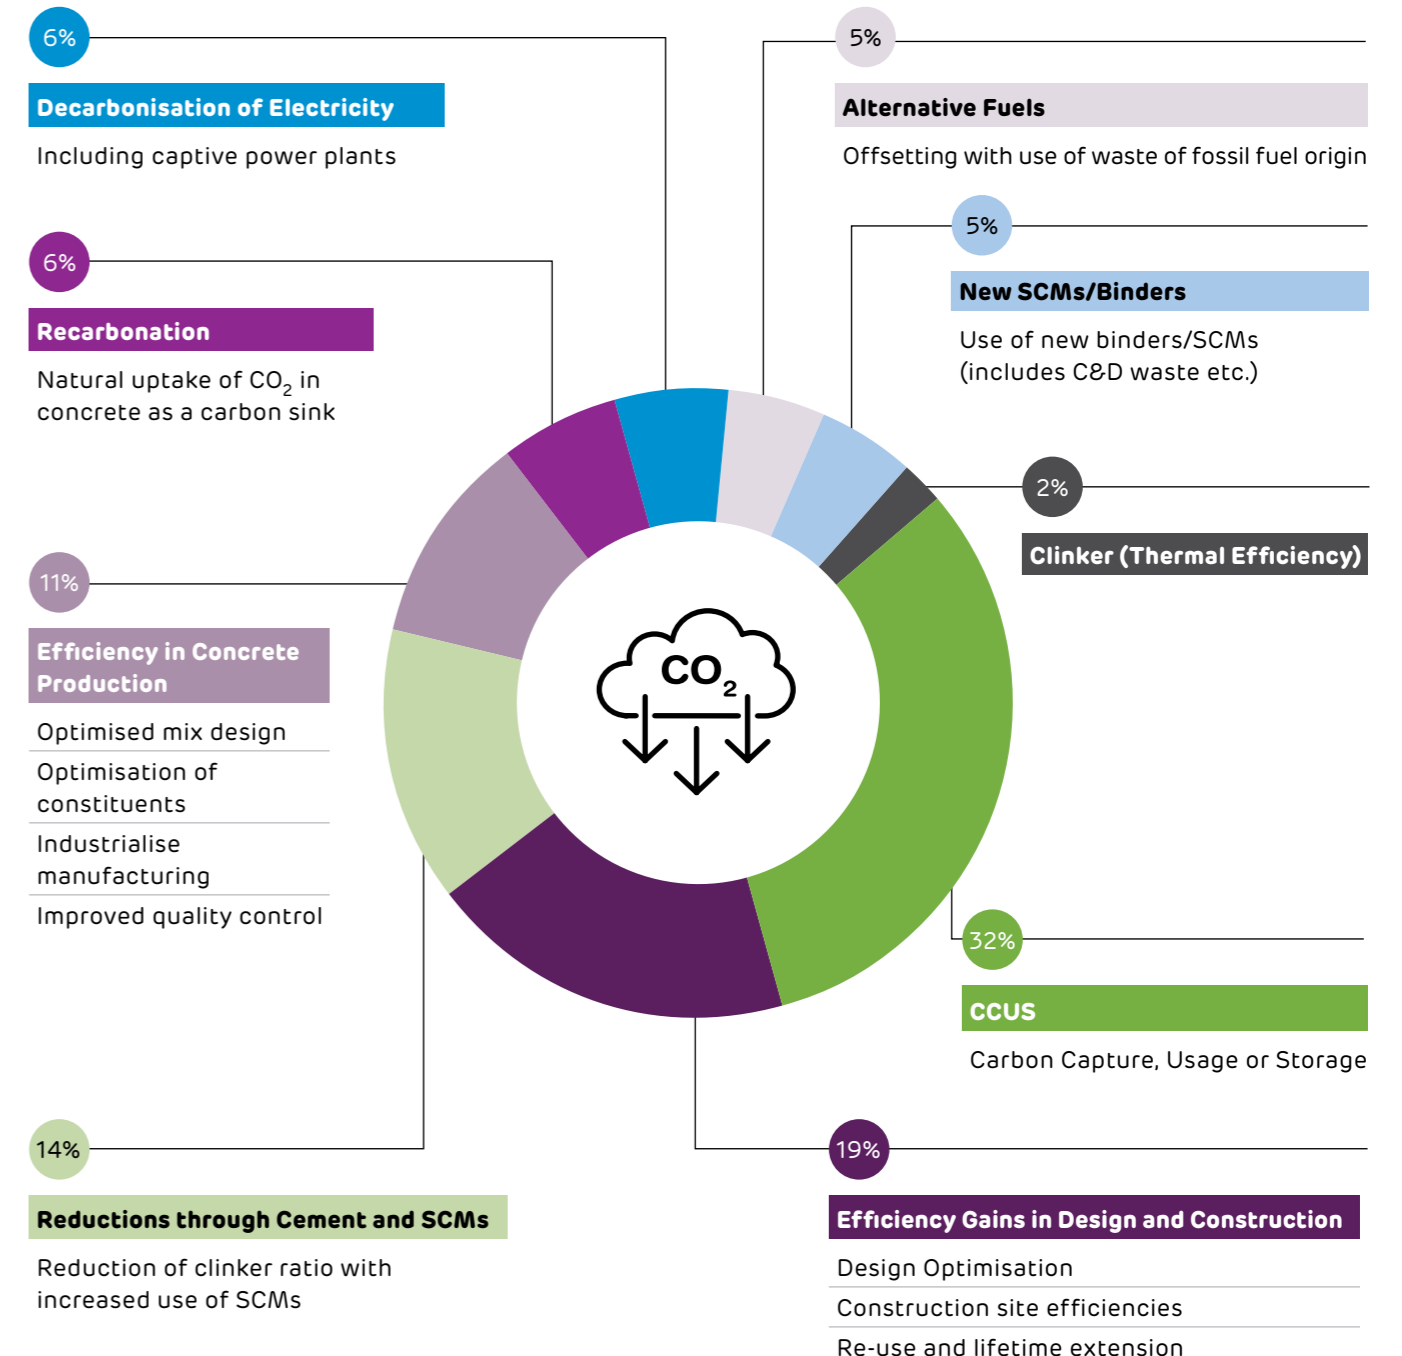 6%
Decarbonisation of Electricity
Including captive power plants
6%
Recarbonation
Natural uptake of CO₂ in
concrete as a carbon sink
11%
Efficiency in Concrete
Production
Optimised mix design
Optimisation of
constituents
Industrialise
manufacturing
Improved quality control
14%
Reductions through Cement and SCMs
Reduction of clinker ratio with
increased use of SCMs
CO₂
5%
Alternative Fuels
Offsetting with use of waste of fossil fuel origin
5%
New SCMs/Binders
Use of new binders/SCMs
(includes C&D waste etc.)
2%
Clinker (Thermal Efficiency)
32%
CCUS
Carbon Capture, Usage or Storage
19%
Efficiency Gains in Design and Construction
Design Optimisation
Construction site efficiencies
Re-use and lifetime extension